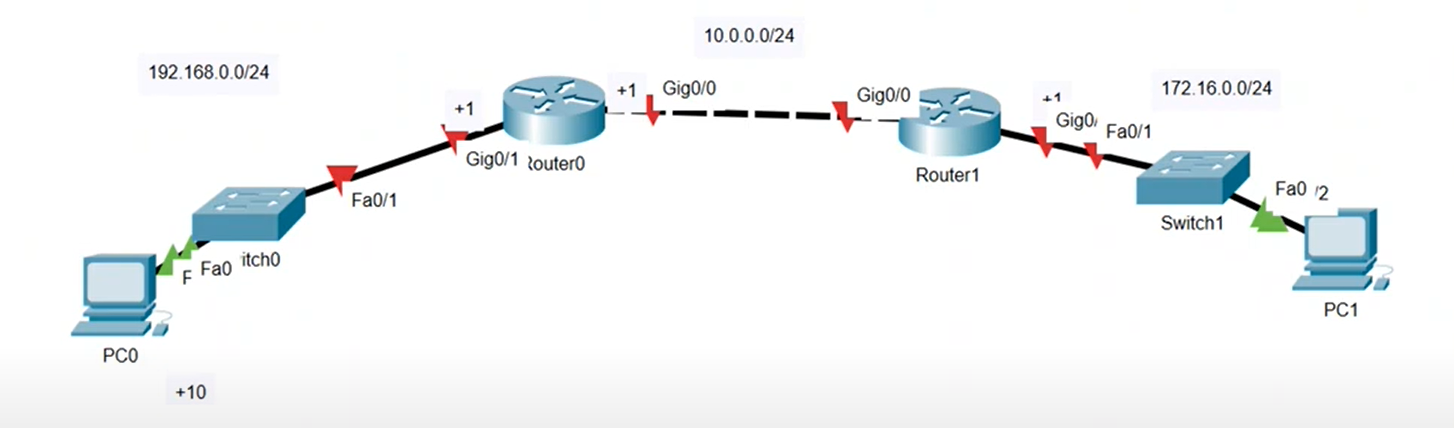 10.0.0.0/24
192.168.0.0/24
172.16.0.0/24
+1
+1
Gig0/0
Gig0/0
+1
Gig0/
Fa0/1
Gig0/1
Router0
Router1
Fa0/1
Fa0
/2
Switch1
itch0
F
Fa0
PC1
PC0
+10